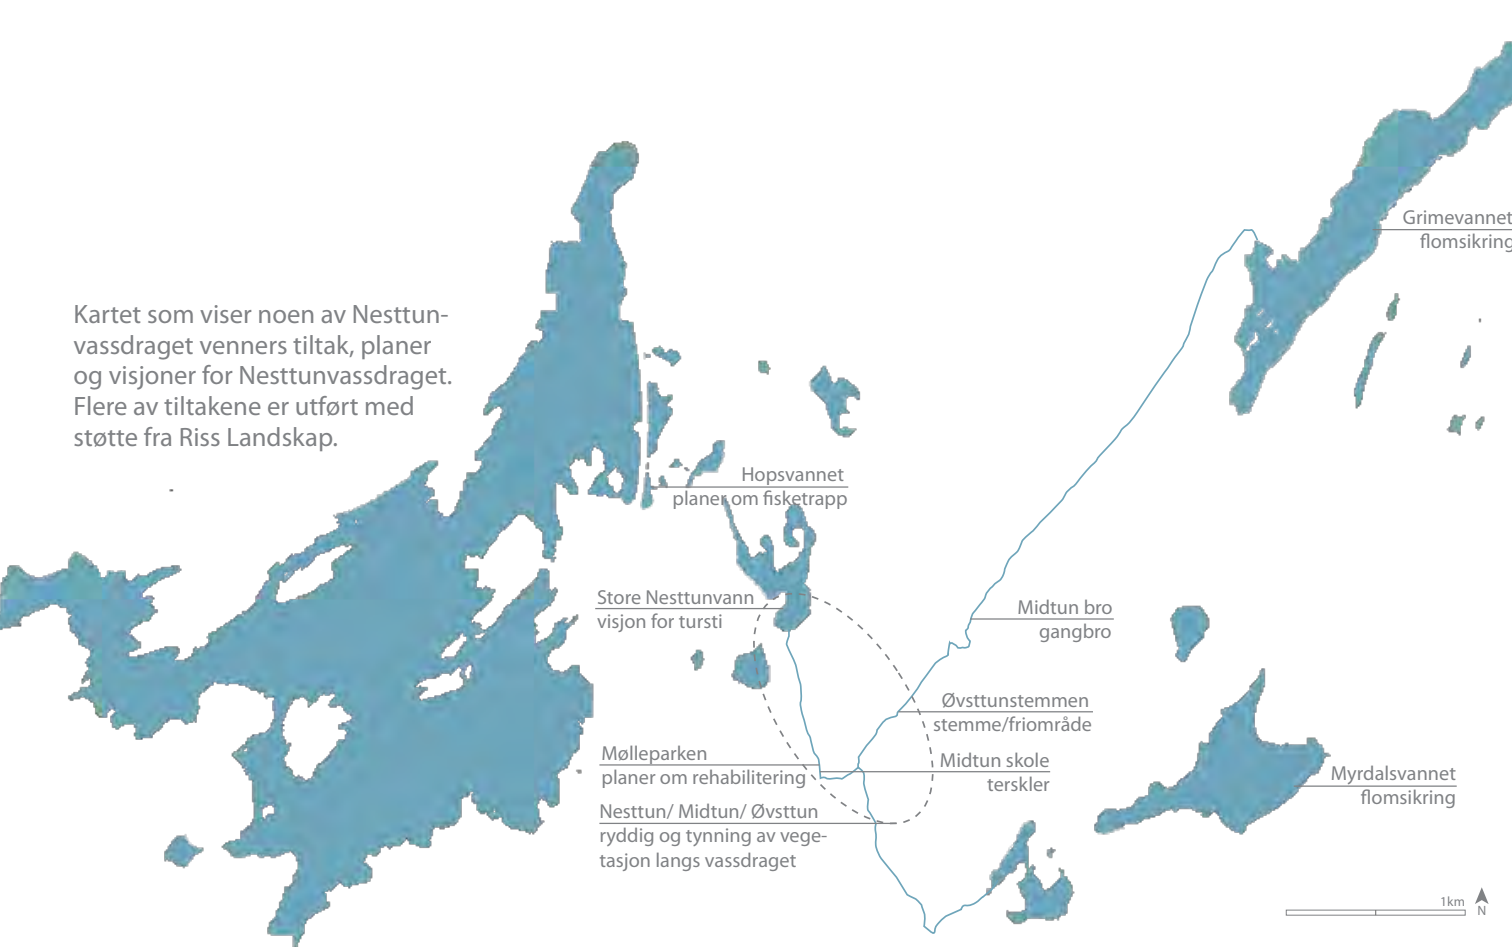 Grimevannet
flomsikring
Kartet som viser noen av Nesttun-
vassdraget venners tiltak, planer
og visjoner for Nesttunvassdraget.
Flere av tiltakene er utført med
støtte fra Riss Landskap.
Hopsvannet
planer om fisketrapp
Store Nesttunvann
visjon for tursti
Midtun bro
gangbro
Øvsttunstemmen
stemme/friområde
Mølleparken
planer om rehabilitering
Midtun skole
terskler
Myrdalsvannet
flomsikring
Nesttun/ Midtun/ Øvsttun
ryddig og tynning av vege-
tasjon langs vassdraget
1km
N